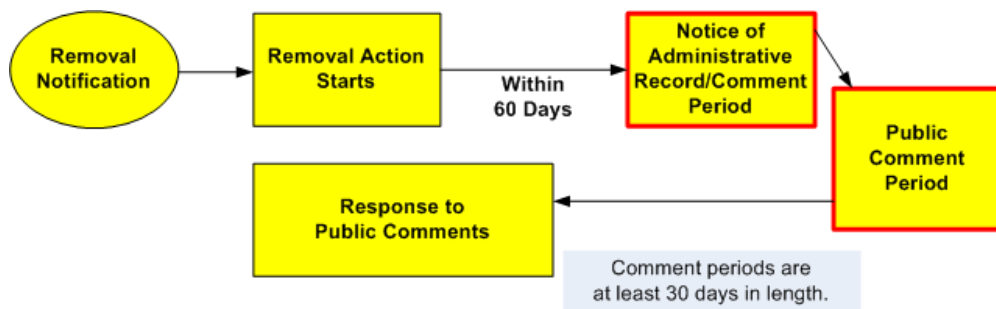 Removal
Notification
Removal Action
Starts
Within
60 Days
Notice of
Administrative
Record/Comment
Period
Public
Comment
Period
Response to
Public Comments
Comment periods are
at least 30 days in length.